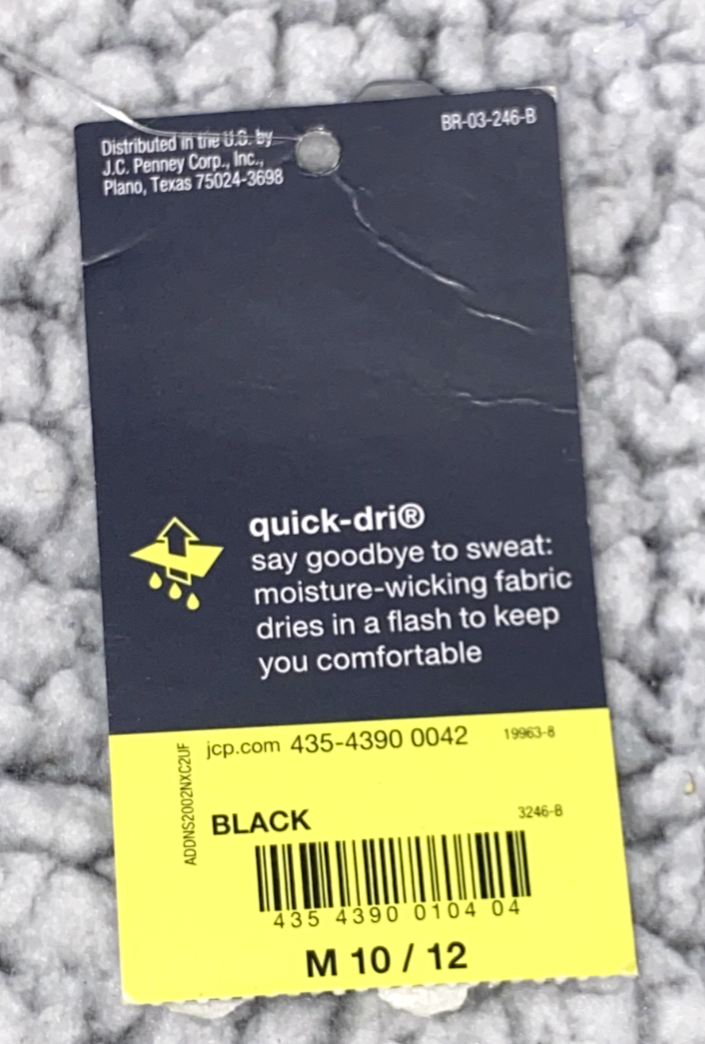 Distributed in the U.S. by
J.C. Penney Corp., Inc.,
Plano, Texas 75024-3698
BR-03-246-B
quick-dri®
say goodbye to sweat:
moisture-wicking fabric
dries in a flash to keep
you comfortable
jcp.com 435-4390 0042
19963-8
ADDNS2002NXC2UF
BLACK
3246-B
435 4390 0104 04
M 10 / 12